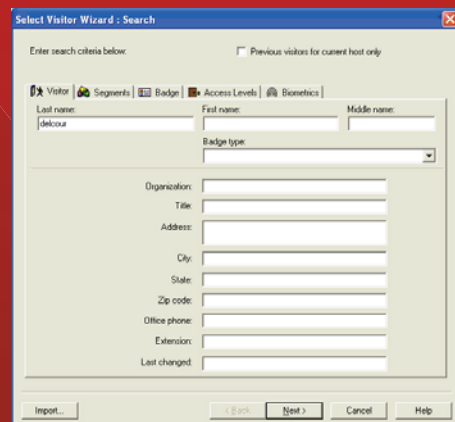 Select Visitor Wizard : Search
Enter search criteria below:
Previous visitors for current host only
Visitor Segments Badge Access Levels Biometrics
Last name: First name: Middle name:
delcour
Badge type:
Organization:
Title:
Address:
City:
State:
Zip code:
Office phone:
Extension:
Last changed:
Import... < Back Next > Cancel Help